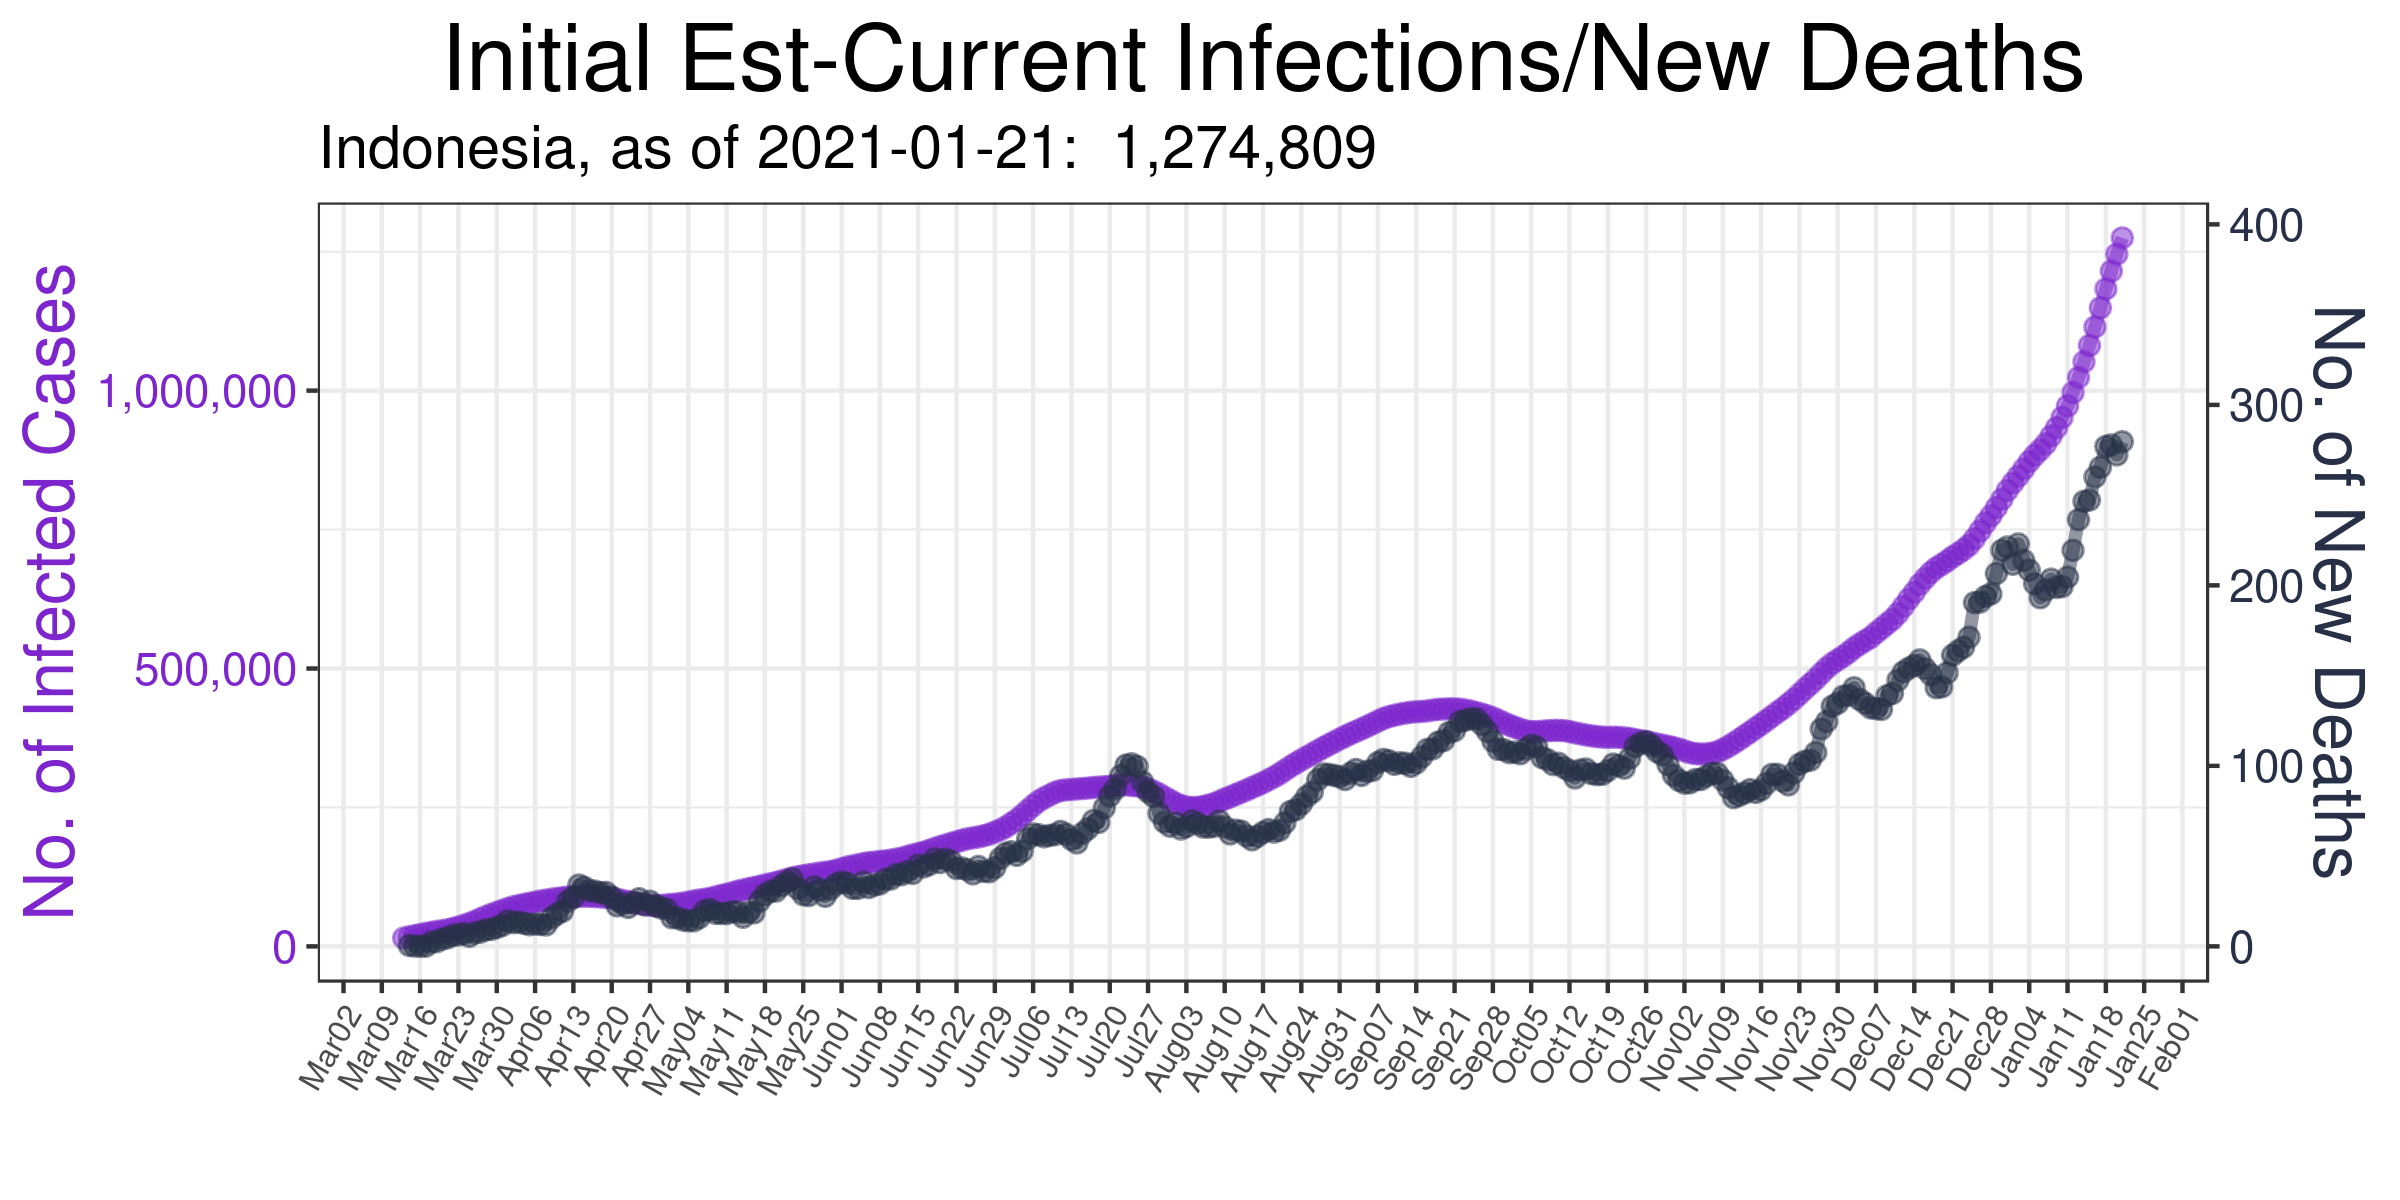 Initial Est-Current Infections/New Deaths
Indonesia, as of 2021-01-21:  1,274,809
No. of Infected Cases
1,000,000
500,000
0
400
300
200
100
0
No. of New Deaths
Mar02
Mar09
Mar16
Mar23
Mar30
Apr06
Apr13
Apr20
Apr27
May04
May11
May18
May25
Jun01
Jun08
Jun15
Jun22
Jun29
Jul06
Jul13
Jul20
Jul27
Aug03
Aug10
Aug17
Aug24
Aug31
Sep07
Sep14
Sep21
Sep28
Oct05
Oct12
Oct19
Oct26
Nov02
Nov09
Nov16
Nov23
Nov30
Dec07
Dec14
Dec21
Dec28
Jan04
Jan11
Jan18
Jan25
Feb01